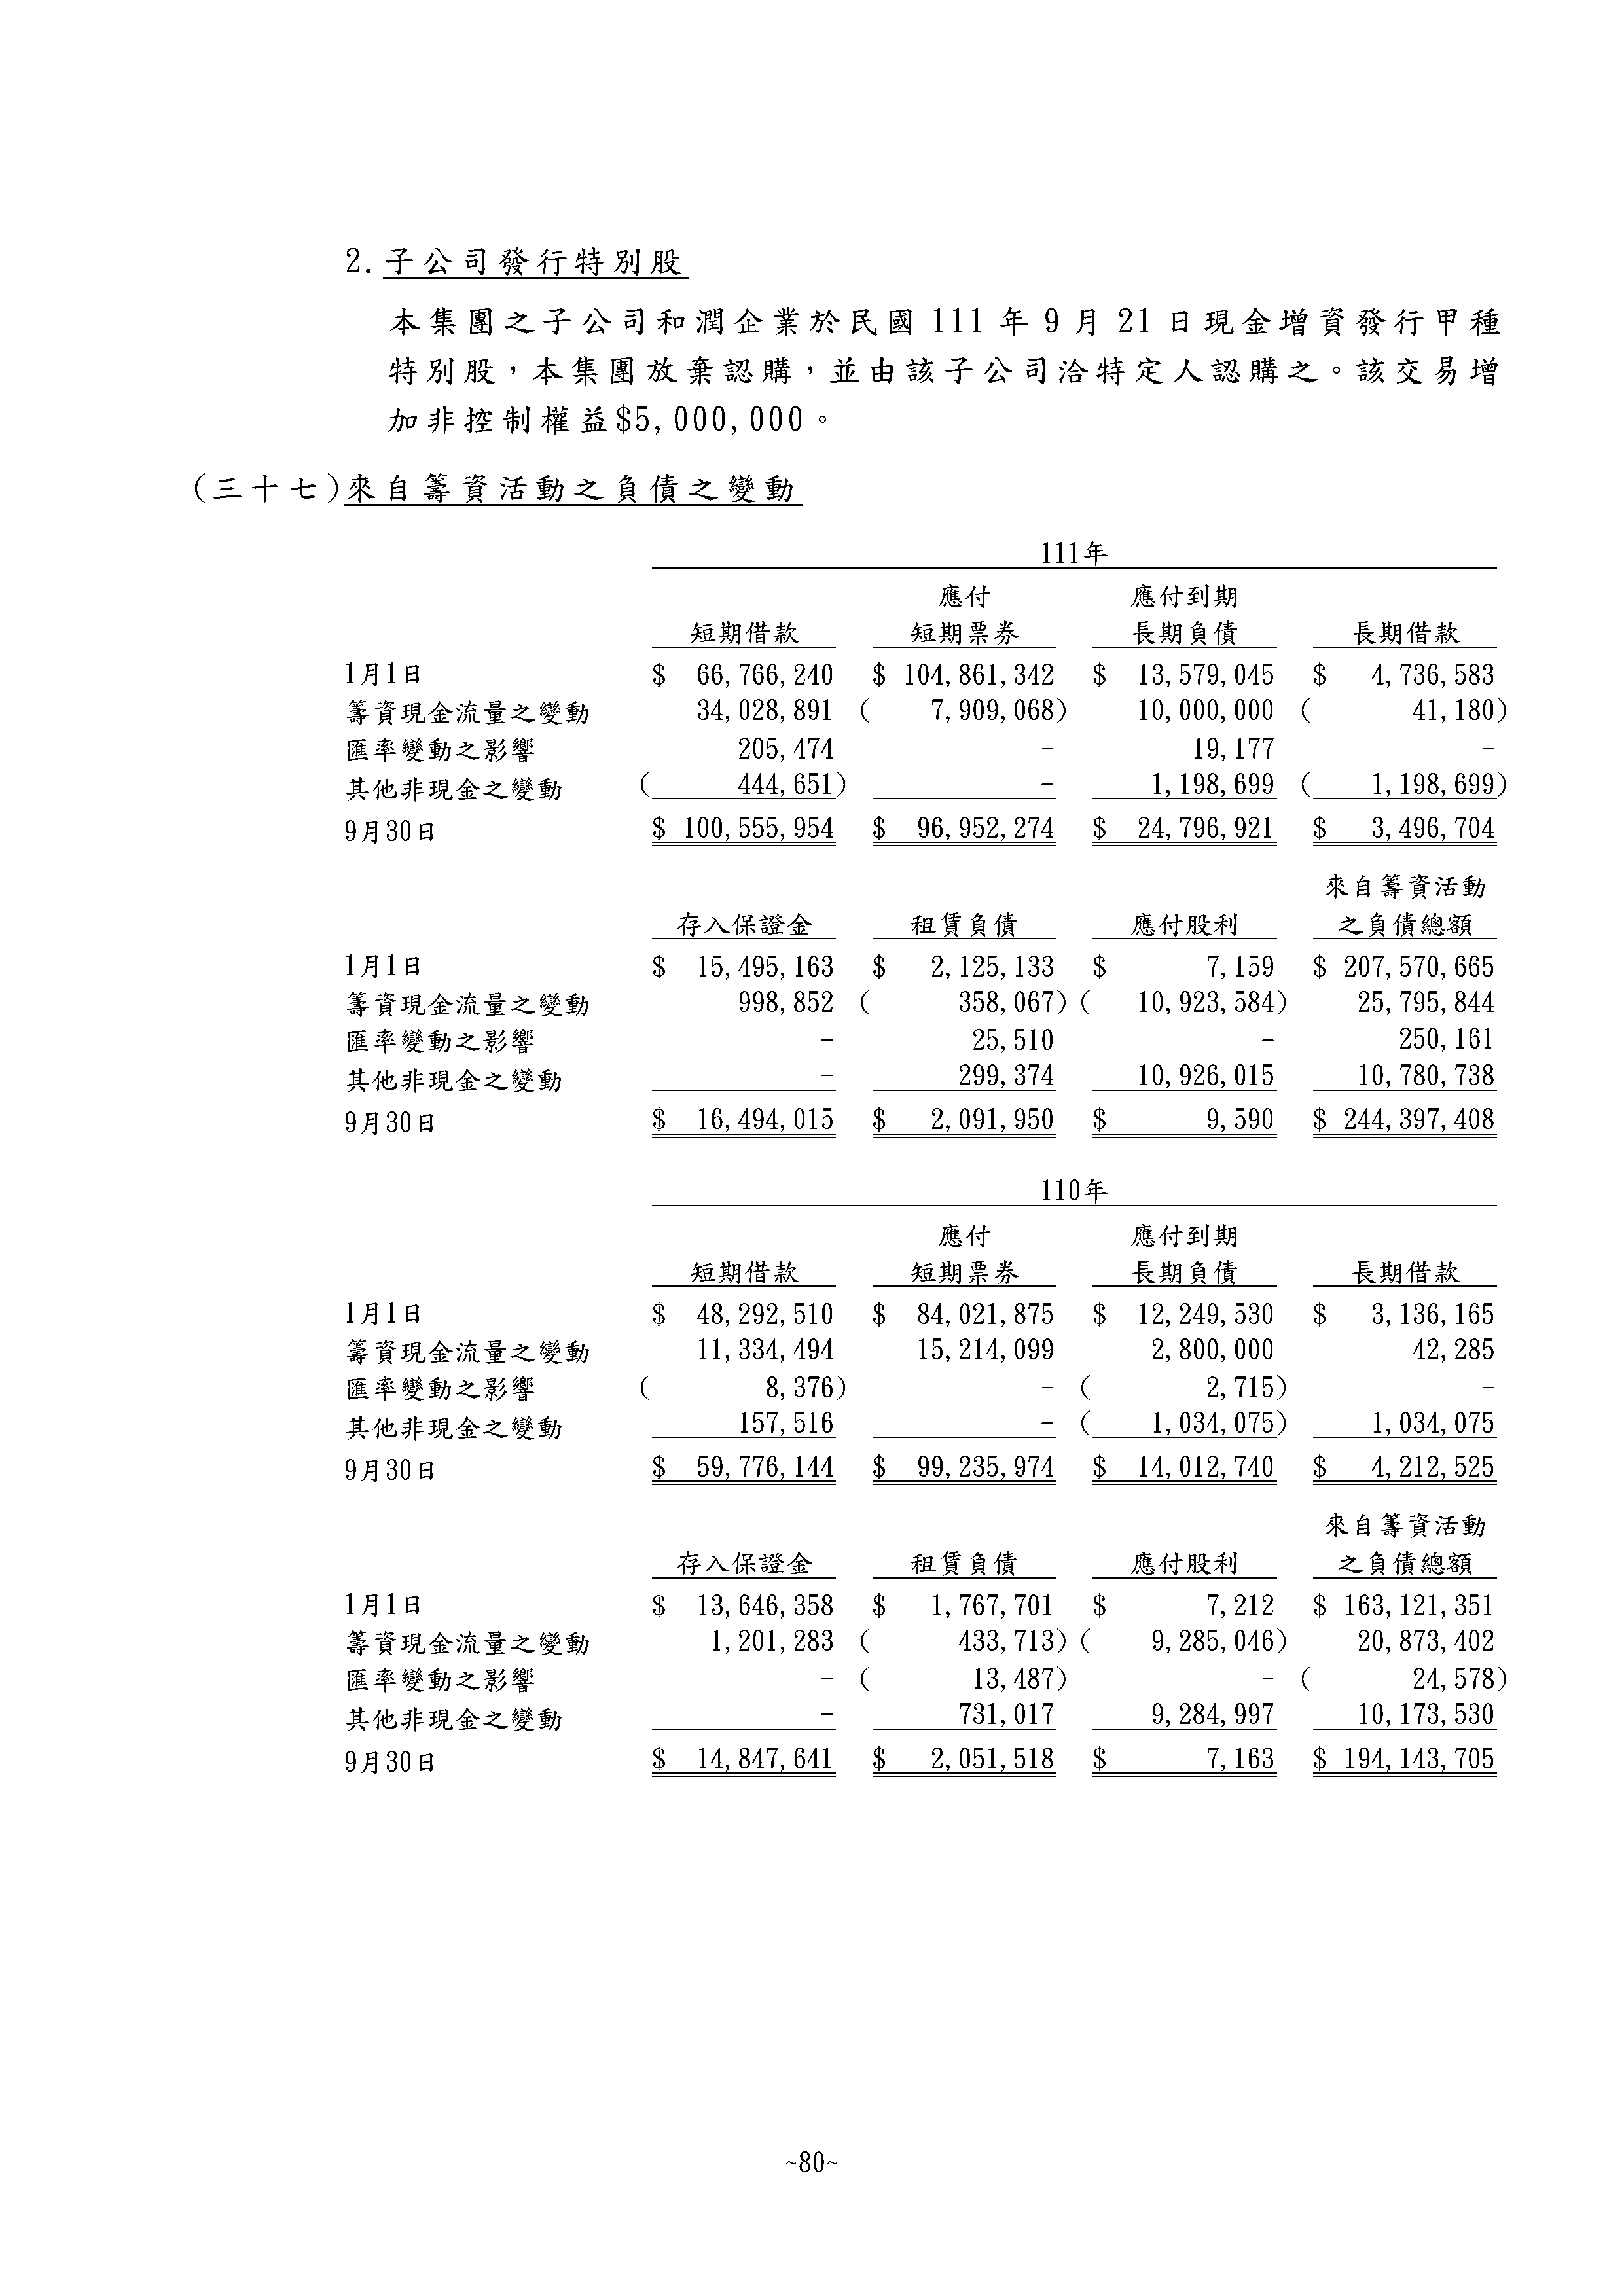 2.子公司發行特別股
本集團之子公司和潤企業於民國 111 年 9 月 21 日現金增資發行甲種
特別股，本集團放棄認購，並由該子公司洽特定人認購之。該交易增
加非控制權益$5,000,000。
(三十七)來自籌資活動之負債之變動
111年
應付 應付到期
短期借款 短期票券 長期負債 長期借款
1月1日 $ 66,766,240 $ 104,861,342 $ 13,579,045 $ 4,736,583
籌資現金流量之變動 34,028,891 ( 7,909,068) 10,000,000 ( 41,180)
匯率變動之影響 205,474 - 19,177 -
其他非現金之變動 ( 444,651) - 1,198,699 ( 1,198,699)
9月30日 $ 100,555,954 $ 96,952,274 $ 24,796,921 $ 3,496,704
來自籌資活動
存入保證金 租賃負債 應付股利 之負債總額
1月1日 $ 15,495,163 $ 2,125,133 $ 7,159 $ 207,570,665
籌資現金流量之變動 998,852 ( 358,067) ( 10,923,584) 25,795,844
匯率變動之影響 - 25,510 - 250,161
其他非現金之變動 - 299,374 10,926,015 10,780,738
9月30日 $ 16,494,015 $ 2,091,950 $ 9,590 $ 244,397,408
110年
應付 應付到期
短期借款 短期票券 長期負債 長期借款
1月1日 $ 48,292,510 $ 84,021,875 $ 12,249,530 $ 3,136,165
籌資現金流量之變動 11,334,494 15,214,099 2,800,000 42,285
匯率變動之影響 ( 8,376) - ( 2,715) -
其他非現金之變動 157,516 - ( 1,034,075) 1,034,075
9月30日 $ 59,776,144 $ 99,235,974 $ 14,012,740 $ 4,212,525
來自籌資活動
存入保證金 租賃負債 應付股利 之負債總額
1月1日 $ 13,646,358 $ 1,767,701 $ 7,212 $ 163,121,351
籌資現金流量之變動 1,201,283 ( 433,713) ( 9,285,046) 20,873,402
匯率變動之影響 - ( 13,487) - ( 24,578)
其他非現金之變動 - 731,017 9,284,997 10,173,530
9月30日 $ 14,847,641 $ 2,051,518 $ 7,163 $ 194,143,705
~80~